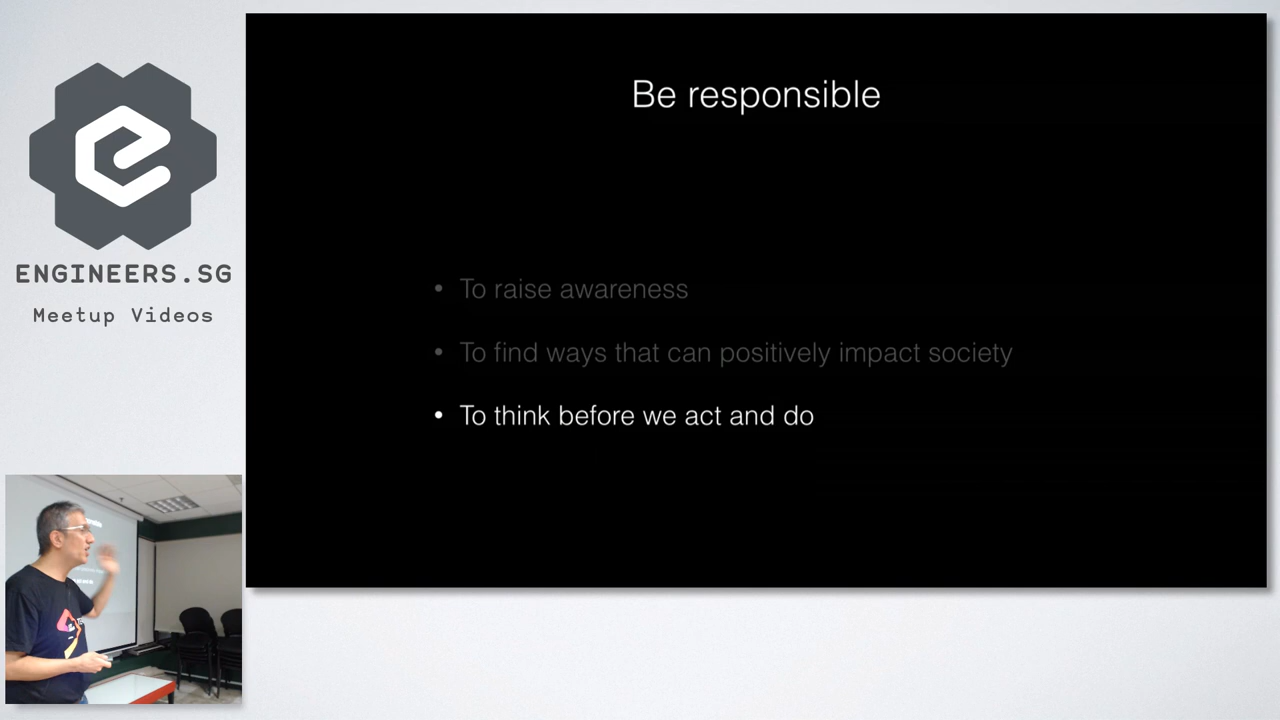 ENGINEERS.SG
Meetup Videos
Be responsible
• To raise awareness
• To find ways that can positively impact society
• To think before we act and do